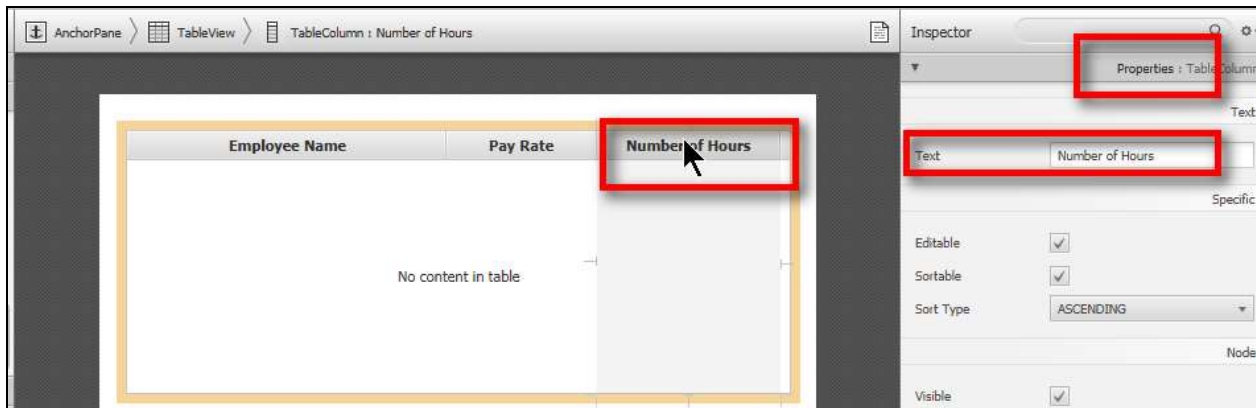 AnchorPane TableView TableColumn : Number of Hours
Employee Name Pay Rate Number of Hours
No content in table
Inspector
Properties : TableColumn
Text
Text Number of Hours
Specific
Editable
Sortable
Sort Type ASCENDING
Node
Visible